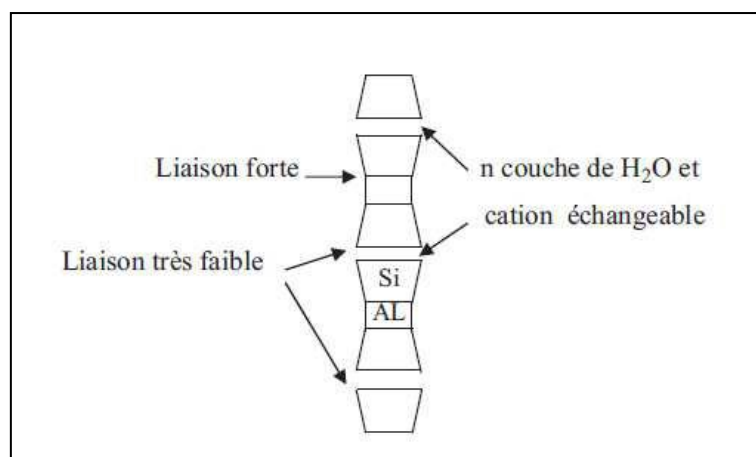 Liaison forte
n couche de H₂O et
cation échangeable
Liaison très faible
Si
AL